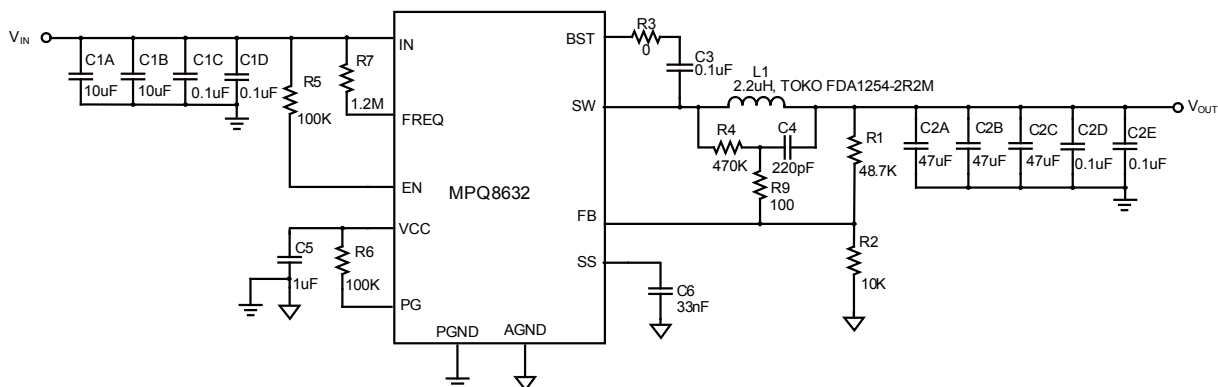 VIN
C1A
10uF
C1B
10uF
C1C
0.1uF
C1D
0.1uF
R5
100K
R7
1.2M
IN
FREQ
EN
VCC
PG
PGND
AGND
MPQ8632
BST
SW
FB
SS
C5
1uF
R6
100K
R3
0
C3
0.1uF
L1
2.2uH, TOKO FDA1254-2R2M
R4
470K
C4
220pF
R9
100
R1
48.7K
R2
10K
C6
33nF
C2A
47uF
C2B
47uF
C2C
47uF
C2D
0.1uF
C2E
0.1uF
VOUT